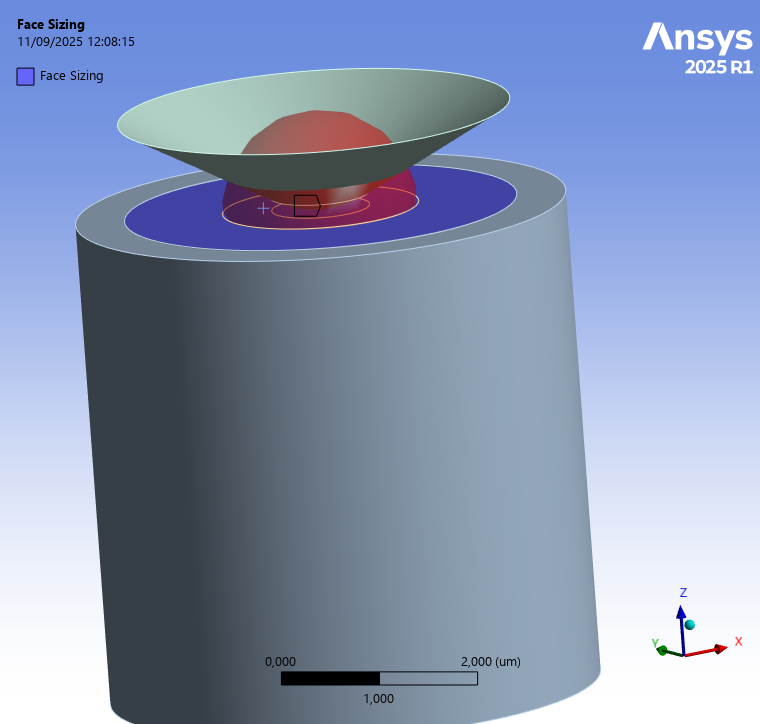 Face Sizing
11/09/2025 12:08:15
Face Sizing
Ansys
2025 R1
0,000
2,000 (um)
1,000
Z
Y
X